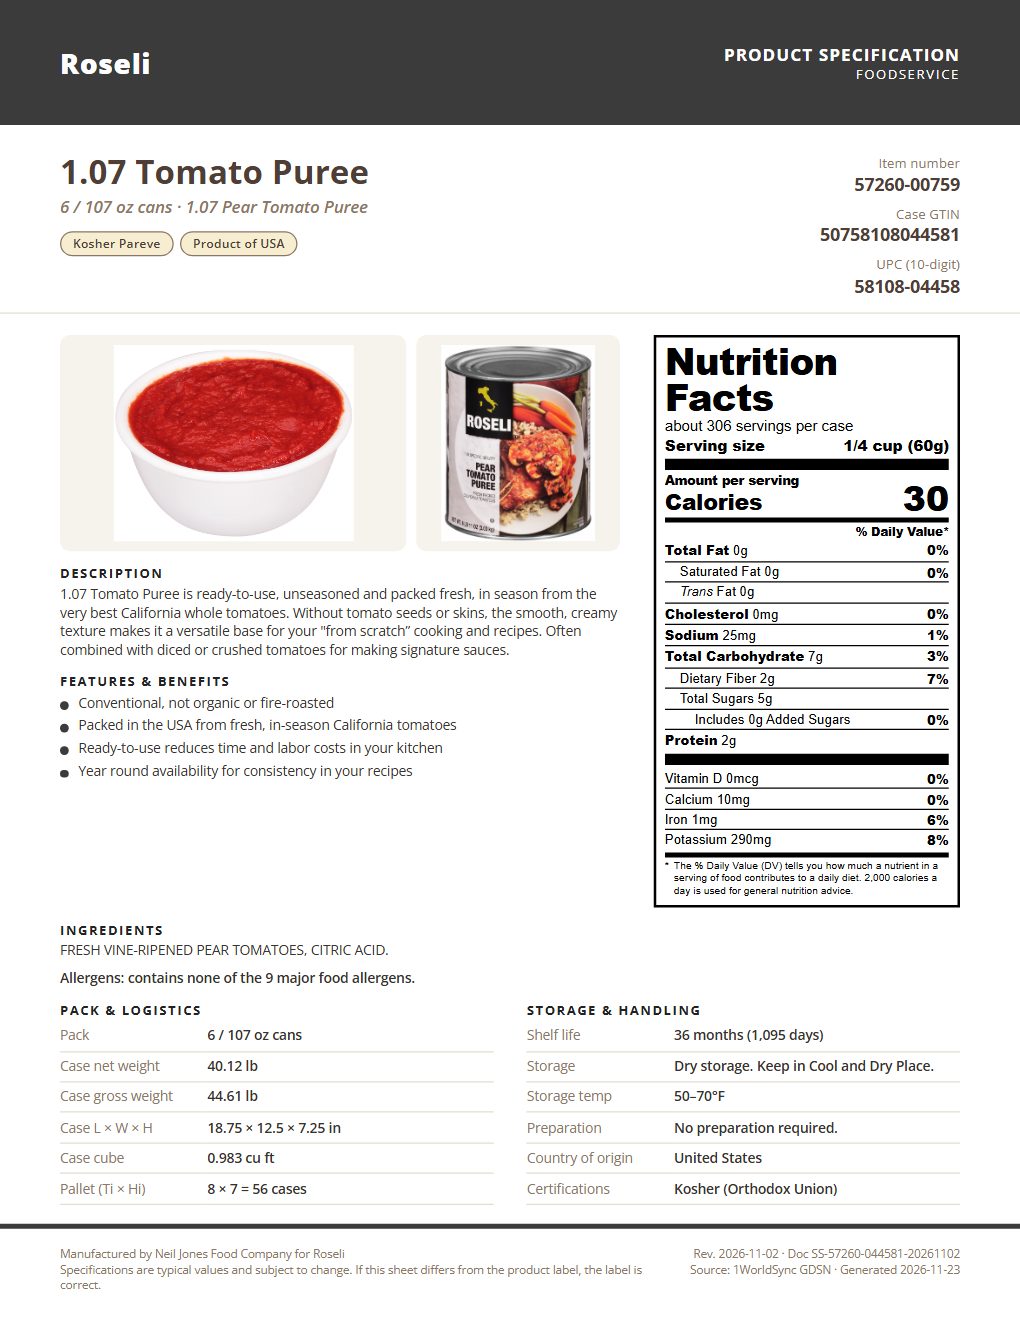 Roseli
PRODUCT SPECIFICATION
FOODSERVICE
1.07 Tomato Puree
6 / 107 oz cans · 1.07 Pear Tomato Puree
Kosher Pareve
Product of USA
Item number
57260-00759
Case GTIN
50758108044581
UPC (10-digit)
58108-04458
ROSELI
PEAR
TOMATO
PUREE
Nutrition
Facts
about 306 servings per case
Serving size 1/4 cup (60g)
Amount per serving
Calories 30
% Daily Value*
Total Fat 0g 0%
Saturated Fat 0g 0%
Trans Fat 0g
Cholesterol 0mg 0%
Sodium 25mg 1%
Total Carbohydrate 7g 3%
Dietary Fiber 2g 7%
Total Sugars 5g
Includes 0g Added Sugars 0%
Protein 2g
Vitamin D 0mcg 0%
Calcium 10mg 0%
Iron 1mg 6%
Potassium 290mg 8%
* The % Daily Value (DV) tells you how much a nutrient in a
serving of food contributes to a daily diet. 2,000 calories a
day is used for general nutrition advice.
DESCRIPTION
1.07 Tomato Puree is ready-to-use, unseasoned and packed fresh, in season from the
very best California whole tomatoes. Without tomato seeds or skins, the smooth, creamy
texture makes it a versatile base for your "from scratch” cooking and recipes. Often
combined with diced or crushed tomatoes for making signature sauces.
FEATURES & BENEFITS
● Conventional, not organic or fire-roasted
● Packed in the USA from fresh, in-season California tomatoes
● Ready-to-use reduces time and labor costs in your kitchen
● Year round availability for consistency in your recipes
INGREDIENTS
FRESH VINE-RIPENED PEAR TOMATOES, CITRIC ACID.
Allergens: contains none of the 9 major food allergens.
PACK & LOGISTICS
Pack 6 / 107 oz cans
Case net weight 40.12 lb
Case gross weight 44.61 lb
Case L × W × H 18.75 × 12.5 × 7.25 in
Case cube 0.983 cu ft
Pallet (Ti × Hi) 8 × 7 = 56 cases
STORAGE & HANDLING
Shelf life 36 months (1,095 days)
Storage Dry storage. Keep in Cool and Dry Place.
Storage temp 50–70°F
Preparation No preparation required.
Country of origin United States
Certifications Kosher (Orthodox Union)
Manufactured by Neil Jones Food Company for Roseli
Specifications are typical values and subject to change. If this sheet differs from the product label, the label is
correct.
Rev. 2026-11-02 · Doc SS-57260-044581-20261102
Source: 1WorldSync GDSN · Generated 2026-11-23